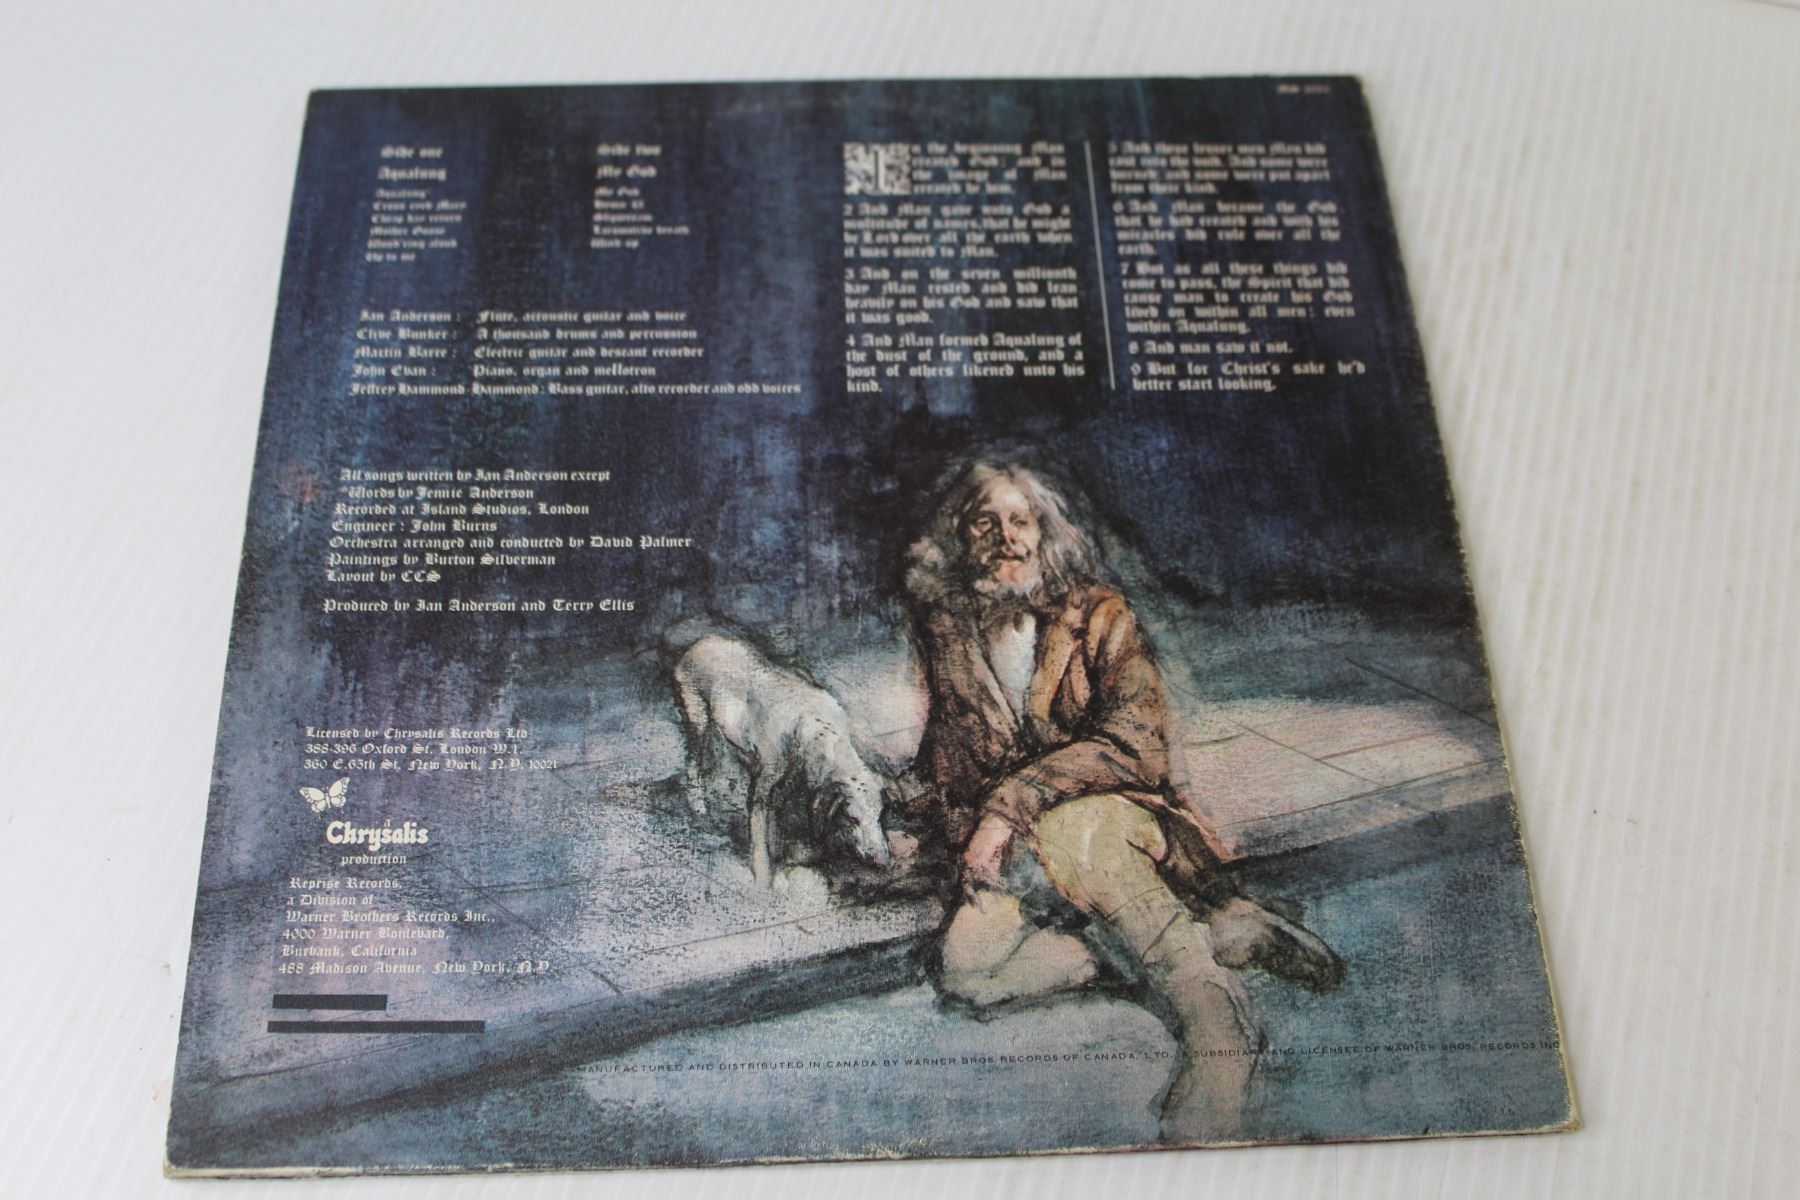 Side one
Aqualung
Aqualung*
Cross eyed Mary
Cheap day return
Mother Goose
Wond'ring aloud
Up to me
Side two
My God
My God
Hymn 43
Slipstream
Locomotive breath
Wind up
Ian Anderson : Flute, accoustic guitar and voice
Clive Bunker : A thousand drums and percussion
Martin Barre : Electric guitar and descant recorder
John Evan : Piano, organ and mellotron
Jeffrey Hammond-Hammond : Bass guitar, alto recorder and odd voices
All songs written by Ian Anderson except
*Words by Jennie Anderson
Recorded at Island Studios, London
Engineer : John Burns
Orchestra arranged and conducted by David Palmer
Paintings by Burton Silverman
Layout by CCS
Produced by Ian Anderson and Terry Ellis
In the beginning Man
created God ; and in
the image of Man
created he him.
2 And Man gave unto God a
multitude of names, that he might
be Lord over all the earth when
it was suited to Man.
3 And on the seven millionth
day Man rested and did lean
heavily on his God and saw that
it was good.
4 And Man formed Aqualung of
the dust of the ground, and a
host of others likened unto his
kind.
5 And these lesser men Man did
cast into the void. And some were
burned; and some were put apart
from their kind.
6 And Man became the God
that he had created and with his
miracles did rule over all the
earth.
7 But as all these things did
come to pass, the Spirit that did
cause man to create his God
lived on within all men : even
within Aqualung.
8 And man saw it not.
9 But for Christ's sake he'd
better start looking.
Licensed by Chrysalis Records Ltd
388-396 Oxford St. London W.1.
360 E.65th St. New York, N.Y. 10021
a
Chrysalis
production
Reprise Records,
a Division of
Warner Brothers Records Inc.,
4000 Warner Boulevard,
Burbank, California
488 Madison Avenue, New York, N.Y.
MANUFACTURED AND DISTRIBUTED IN CANADA BY WARNER BROS. RECORDS OF CANADA, LTD., A SUBSIDIARY AND LICENSEE OF WARNER BROS. RECORDS INC